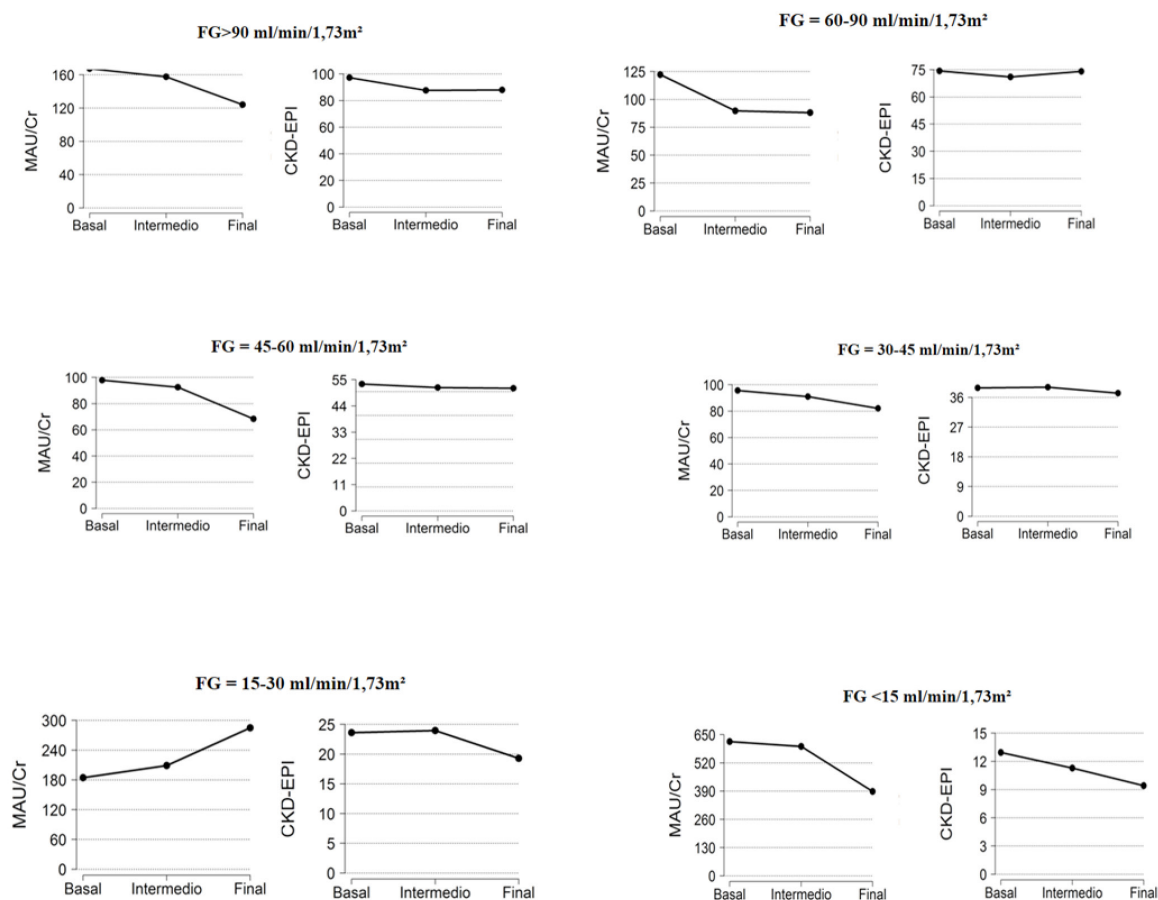 FG>90 ml/min/1,73m²
MAU/Cr
160
120
80
40
0
Basal Intermedio Final
CKD-EPI
100
80
60
40
20
0
Basal Intermedio Final
FG = 60-90 ml/min/1,73m²
MAU/Cr
125
100
75
50
25
0
Basal Intermedio Final
CKD-EPI
75
60
45
30
15
0
Basal Intermedio Final
FG = 45-60 ml/min/1,73m²
MAU/Cr
100
80
60
40
20
0
Basal Intermedio Final
CKD-EPI
55
44
33
22
11
0
Basal Intermedio Final
FG = 30-45 ml/min/1,73m²
MAU/Cr
100
80
60
40
20
0
Basal Intermedio Final
CKD-EPI
36
27
18
9
0
Basal Intermedio Final
FG = 15-30 ml/min/1,73m²
MAU/Cr
300
240
180
120
60
0
Basal Intermedio Final
CKD-EPI
25
20
15
10
5
0
Basal Intermedio Final
FG <15 ml/min/1,73m²
MAU/Cr
650
520
390
260
130
0
Basal Intermedio Final
CKD-EPI
15
12
9
6
3
0
Basal Intermedio Final